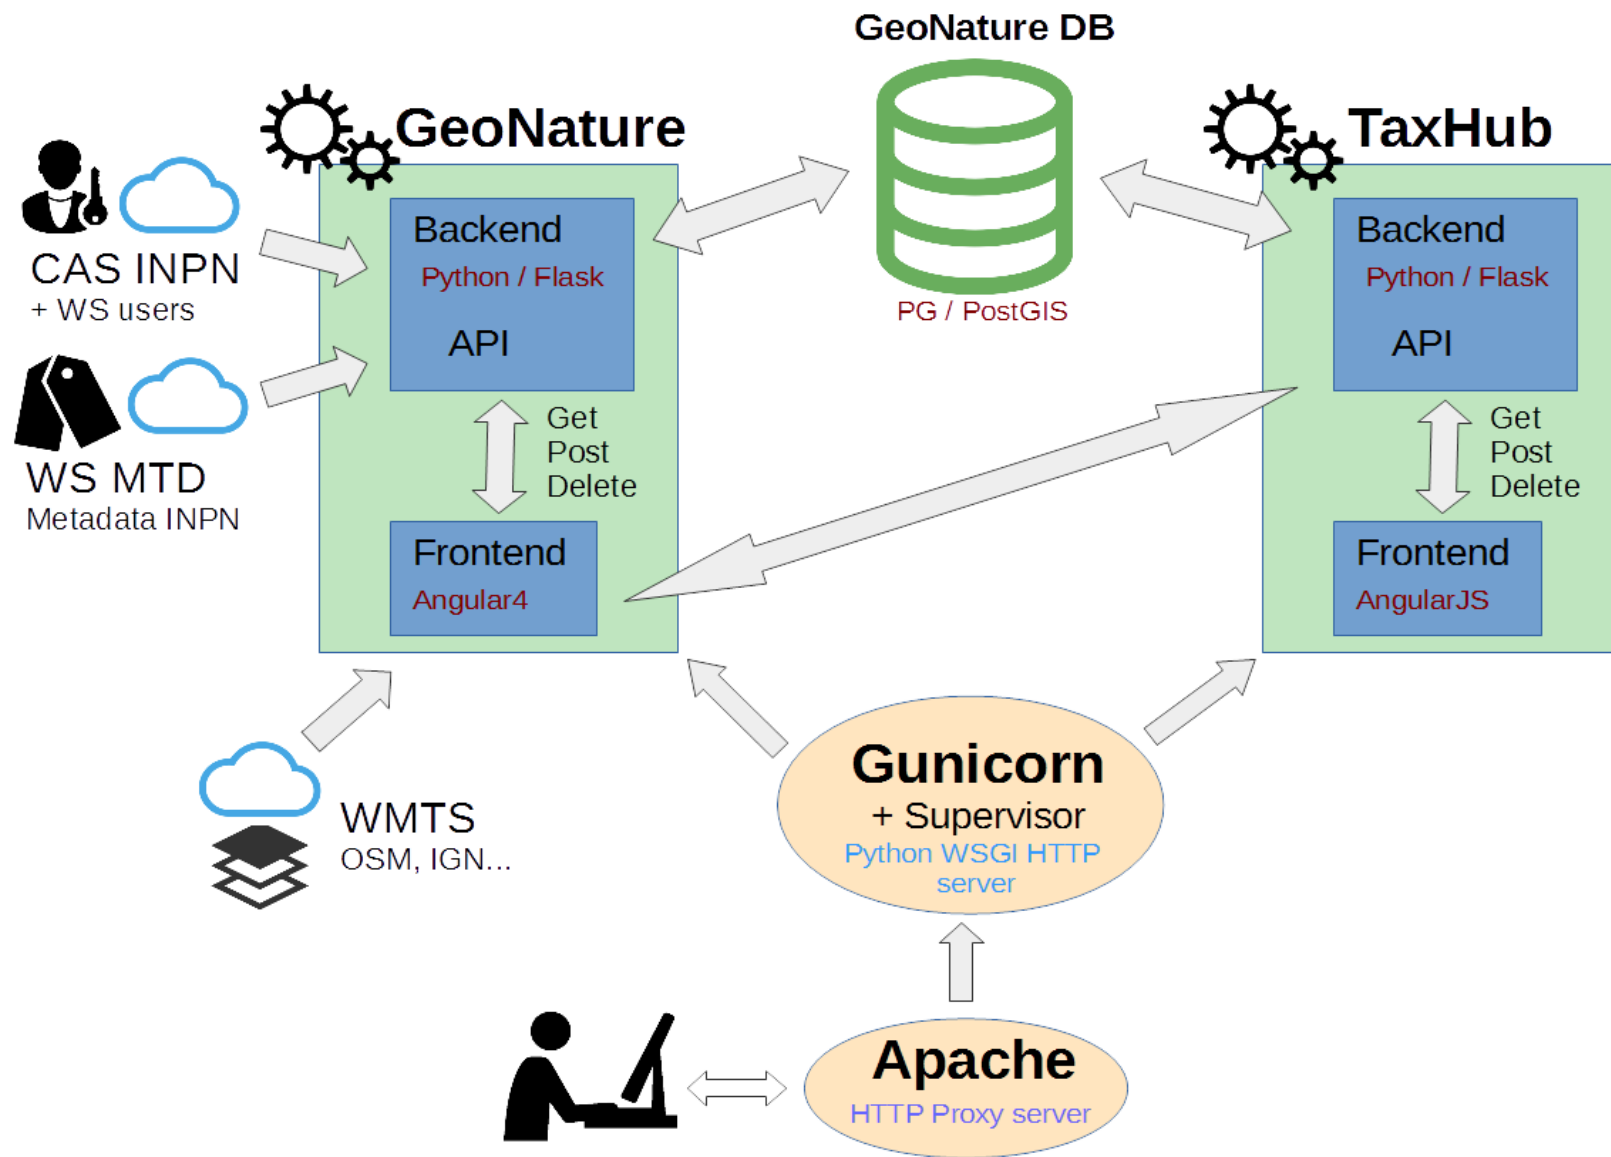 GeoNature DB
GeoNature
TaxHub
Backend
Python / Flask
API
Get
Post
Delete
Frontend
Angular4
PG / PostGIS
Backend
Python / Flask
API
Get
Post
Delete
Frontend
AngularJS
CAS INPN
+ WS users
WS MTD
Metadata INPN
WMTS
OSM, IGN...
Gunicorn
+ Supervisor
Python WSGI HTTP
server
Apache
HTTP Proxy server